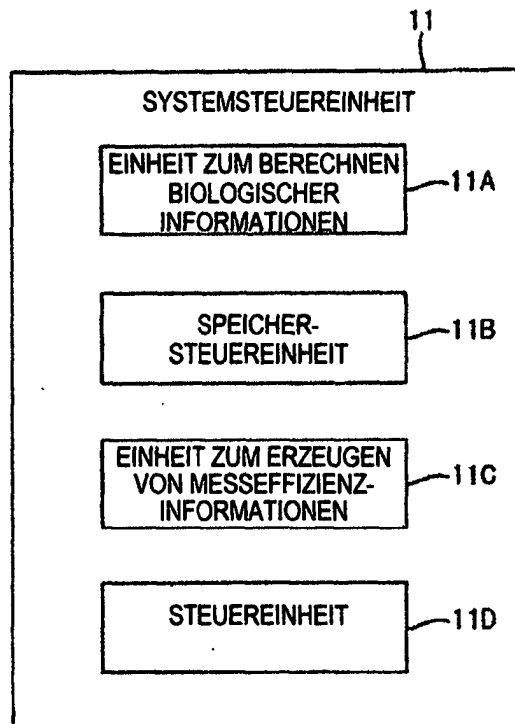 11
SYSTEMSTEUEREINHEIT
EINHEIT ZUM BERECHNEN
BIOLOGISCHER
INFORMATIONEN
11A
SPEICHER-
STEUEREINHEIT
11B
EINHEIT ZUM ERZEUGEN
VON MESSEFFIZIENZ-
INFORMATIONEN
11C
STEUEREINHEIT
11D